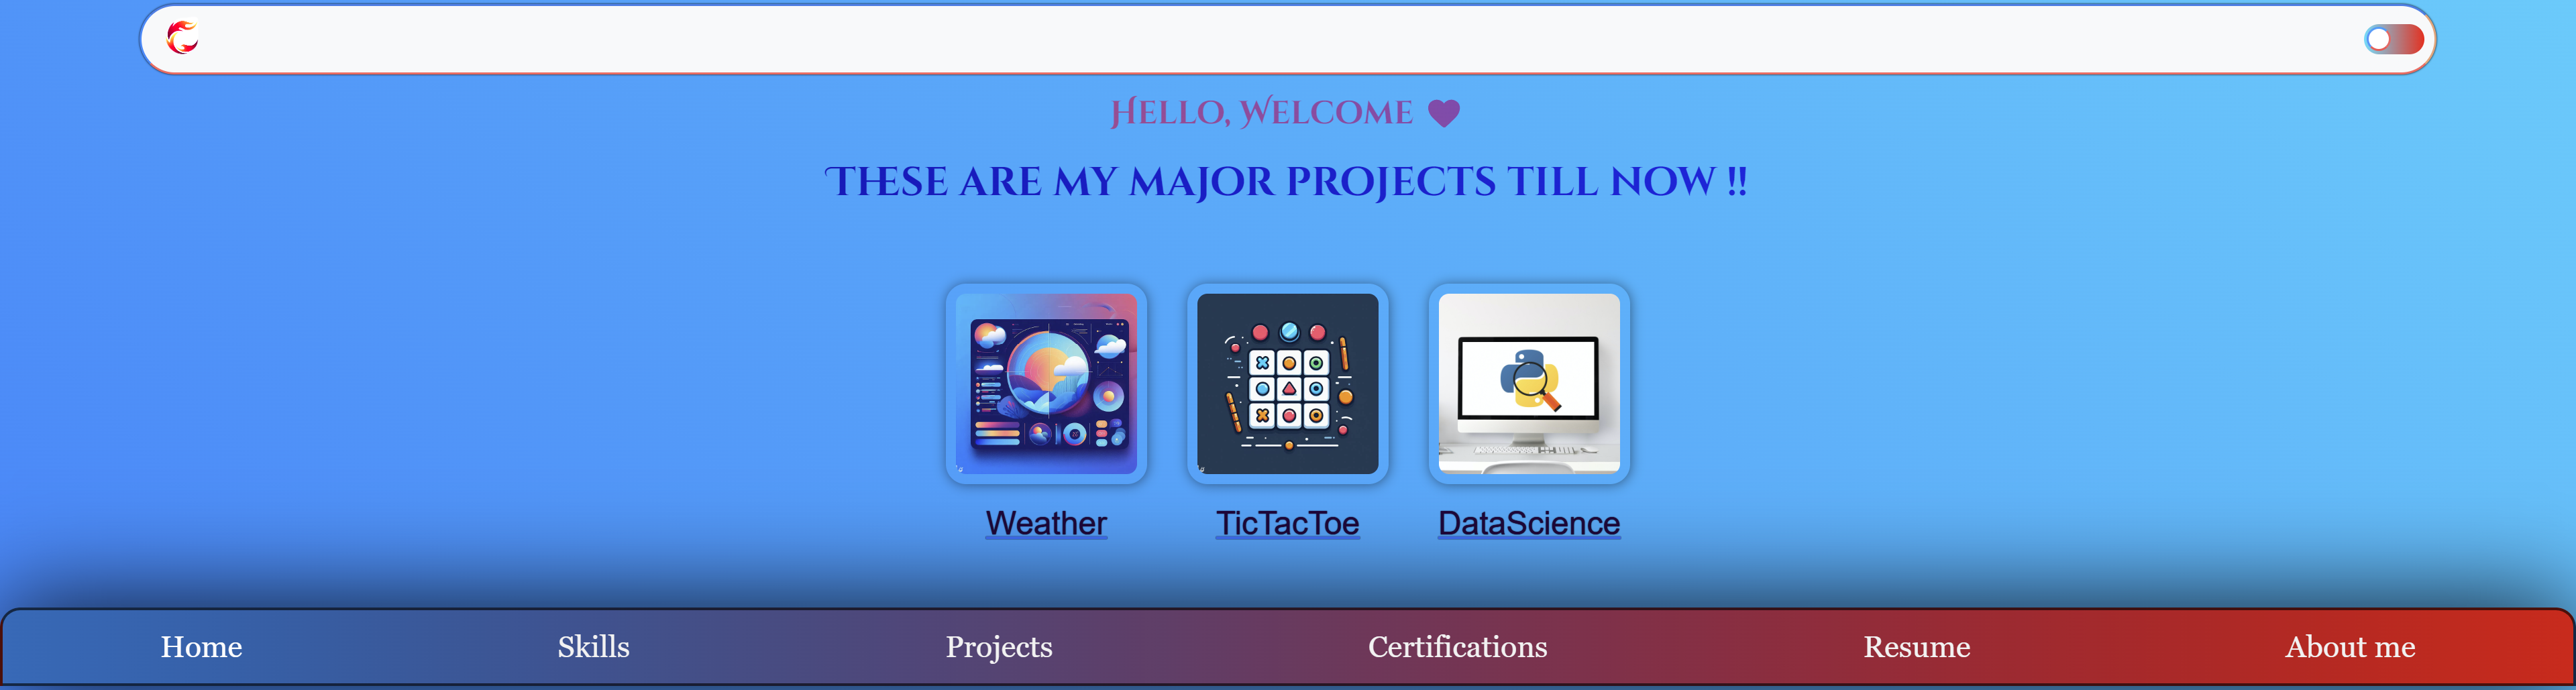 Hello, Welcome
These are my major projects till now !!
Weather
TicTacToe
DataScience
Home
Skills
Projects
Certifications
Resume
About me